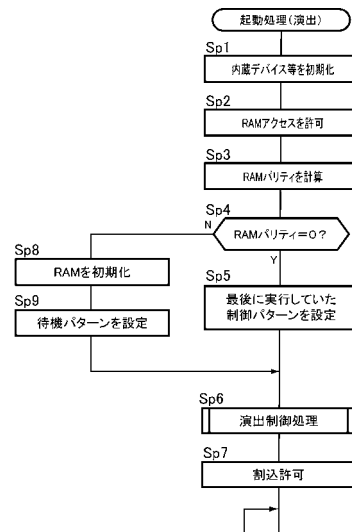 起動処理(演出)
Sp1
内蔵デバイス等を初期化
Sp2
RAMアクセスを許可
Sp3
RAMパリティを計算
Sp4
RAMパリティ=0?
N
Y
Sp8
RAMを初期化
Sp9
待機パターンを設定
Sp5
最後に実行していた
制御パターンを設定
Sp6
演出制御処理
Sp7
割込許可